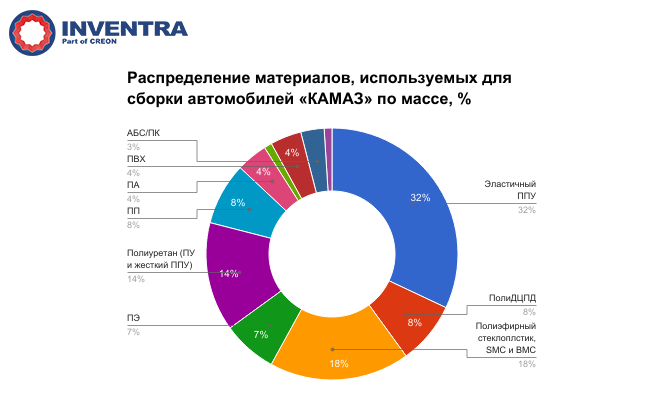 INVENTRA
Part of CREON
Распределение материалов, используемых для
сборки автомобилей «КАМАЗ» по массе, %
АБС/ПК
3%
ПВХ
4%
ПА
4%
ПП
8%
Полиуретан (ПУ
и жесткий ППУ)
14%
ПЭ
7%
4%
4%
8%
14%
7%
18%
8%
32%
Эластичный
ППУ
32%
ПолиДЦПД
8%
Полиэфирный
стеклоплстик,
SMC и BMC
18%